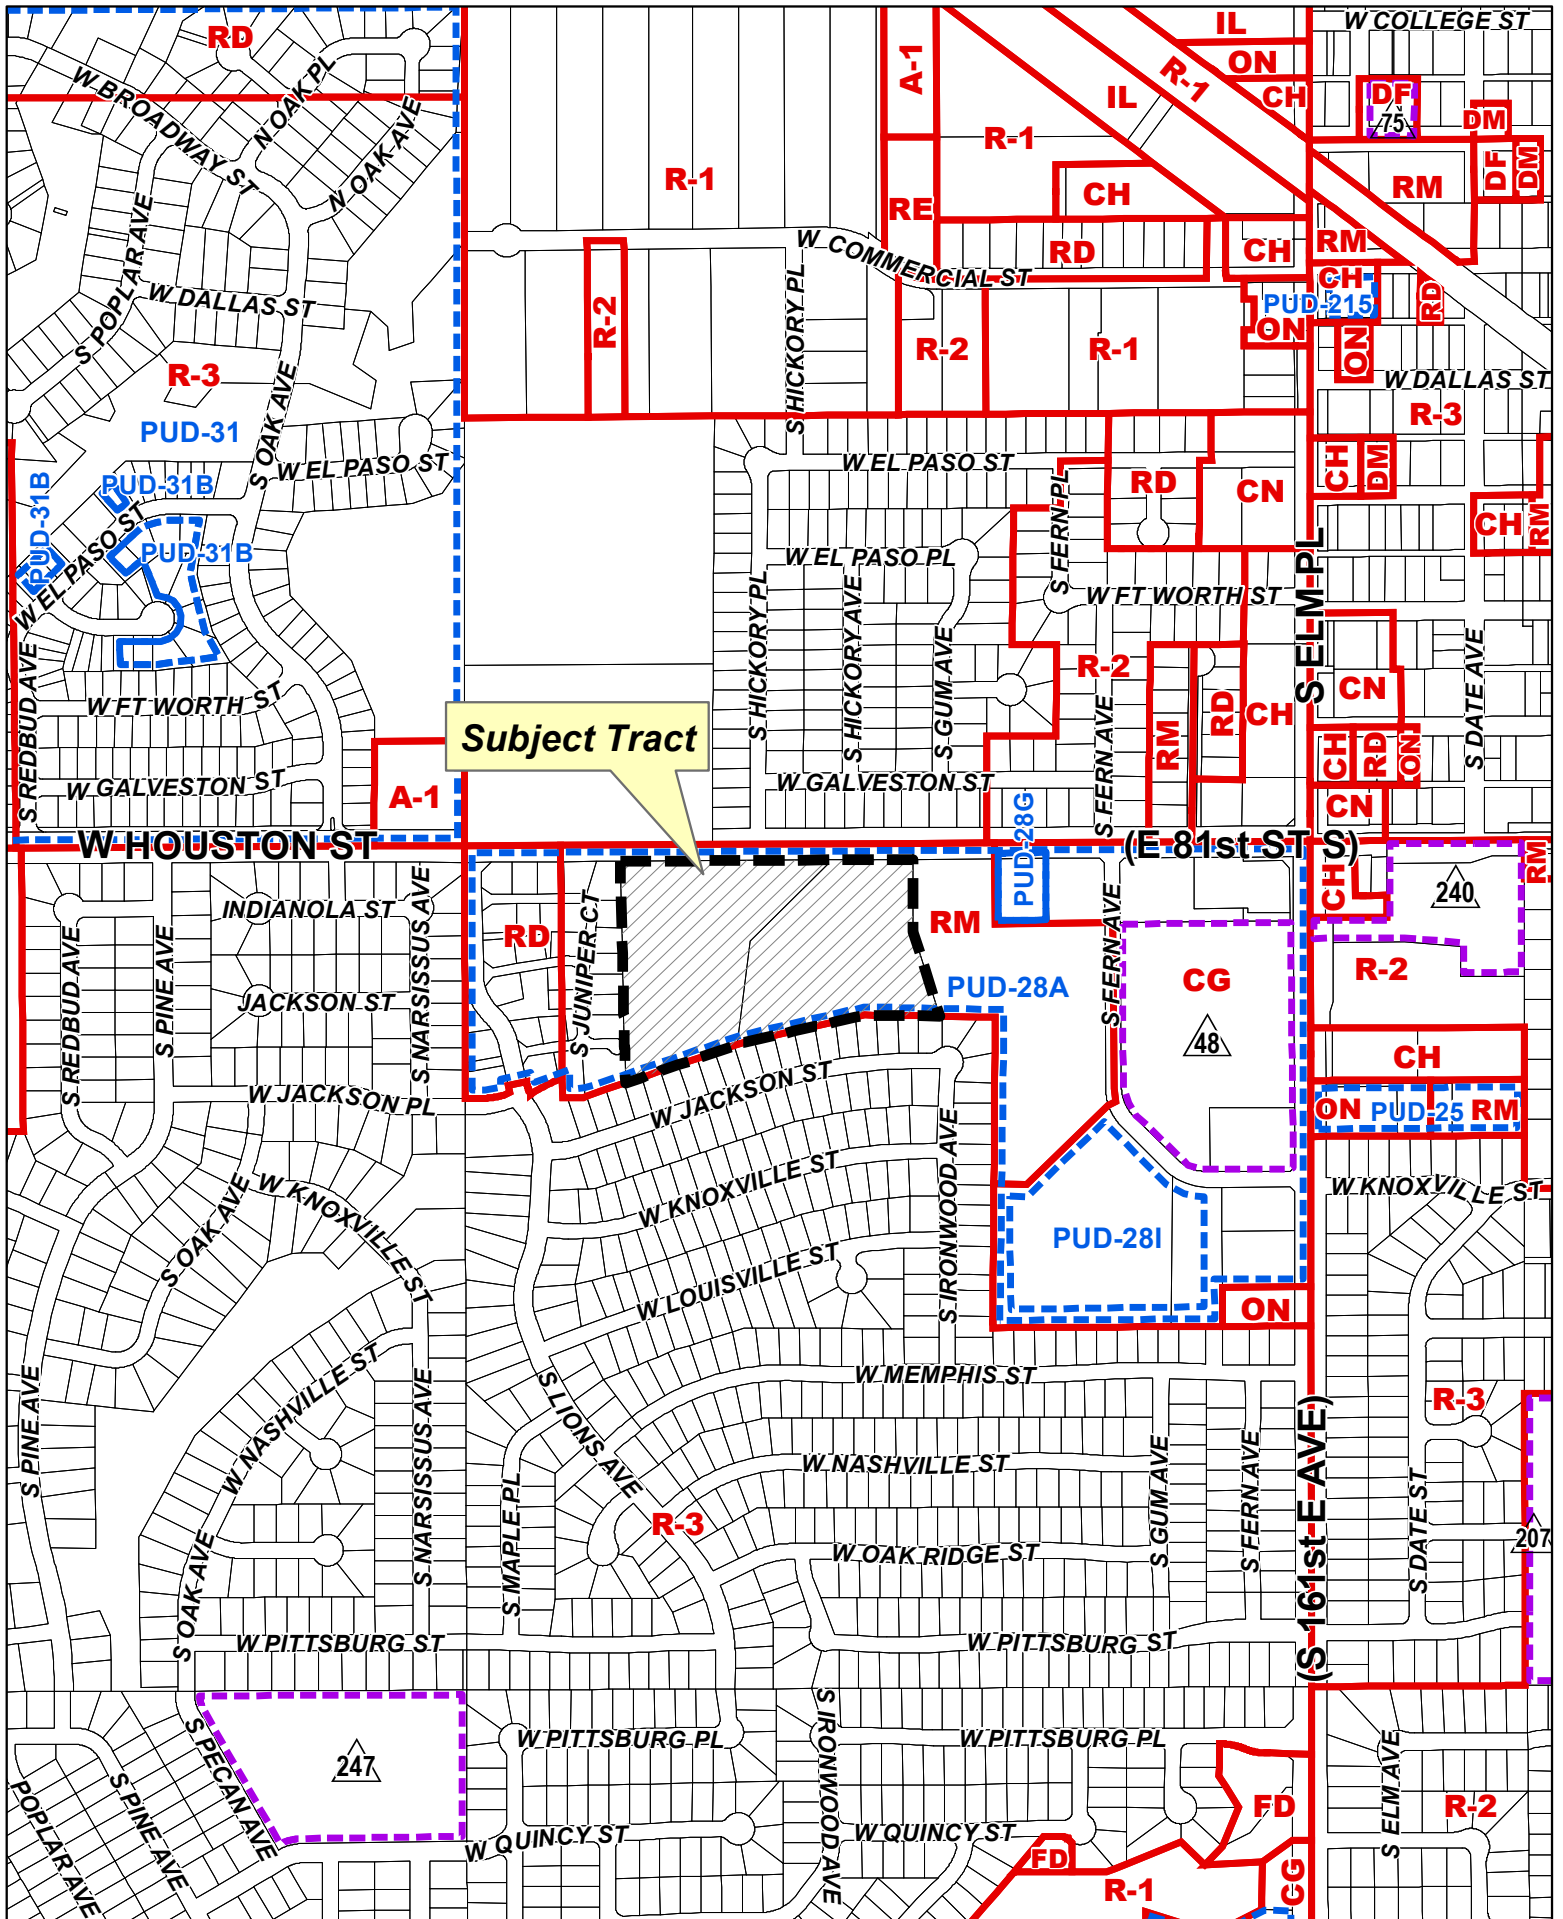 RD
W BROADWAY ST
N OAK PL
N OAK AVE
S POPLAR AVE
W DALLAS ST
R-3
PUD-31
S OAK AVE
W EL PASO ST
PUD-31B
PUD-31B
PUD-31B
W EL PASO ST
S REDBUD AVE
W FT WORTH ST
W GALVESTON ST
A-1
W HOUSTON ST
R-1
R-2
A-1
RE
R-1
IL
R-1
IL
ON
CH
CH
RD
CH
W COMMERCIAL ST
S HICKORY PL
R-2
R-1
PUD-215
ON
W COLLEGE ST
DF
75
DM
DF
DM
RM
RM
CH
RD
ON
W DALLAS ST
R-3
CH
DM
CH
RM
W EL PASO ST
RD
CN
S FERN PL
W EL PASO PL
W FT WORTH ST
S HICKORY PL
S HICKORY AVE
S GUM AVE
R-2
S FERN AVE
RM
RD
CH
S ELM PL
CN
S DATE AVE
CH
RD
ON
CN
Subject Tract
W GALVESTON ST
PUD-28G
(E 81st ST S)
CH
240
RM
INDIANOLA ST
S REDBUD AVE
S PINE AVE
JACKSON ST
S NARSISSUS AVE
RD
S JUNIPER CT
RM
PUD-28A
S FERN AVE
CG
48
R-2
CH
ON
PUD-25
RM
W JACKSON PL
W JACKSON ST
W KNOXVILLE ST
S IRONWOOD AVE
W KNOXVILLE ST
S OAK AVE
W KNOXVILLE ST
W LOUISVILLE ST
PUD-28I
ON
W MEMPHIS ST
S PINE AVE
W NASHVILLE ST
S NARSISSUS AVE
S LIONS AVE
S MAPLE PL
W NASHVILLE ST
R-3
S GUM AVE
S FERN AVE
(S 161st E AVE)
R-3
S DATE ST
207
W OAK RIDGE ST
S OAK AVE
W PITTSBURG ST
W PITTSBURG ST
247
S PECAN AVE
S PINE AVE
POPLAR AVE
W PITTSBURG PL
S IRONWOOD AVE
W PITTSBURG PL
W QUINCY ST
W QUINCY ST
FD
FD
R-1
CG
S ELM AVE
R-2